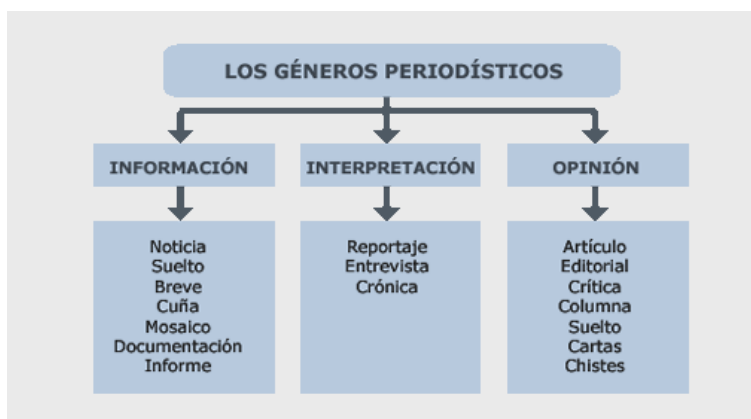 LOS GÉNEROS PERIODÍSTICOS
INFORMACIÓN
Noticia
Suelto
Breve
Cuña
Mosaico
Documentación
Informe
INTERPRETACIÓN
Reportaje
Entrevista
Crónica
OPINIÓN
Artículo
Editorial
Crítica
Columna
Suelto
Cartas
Chistes